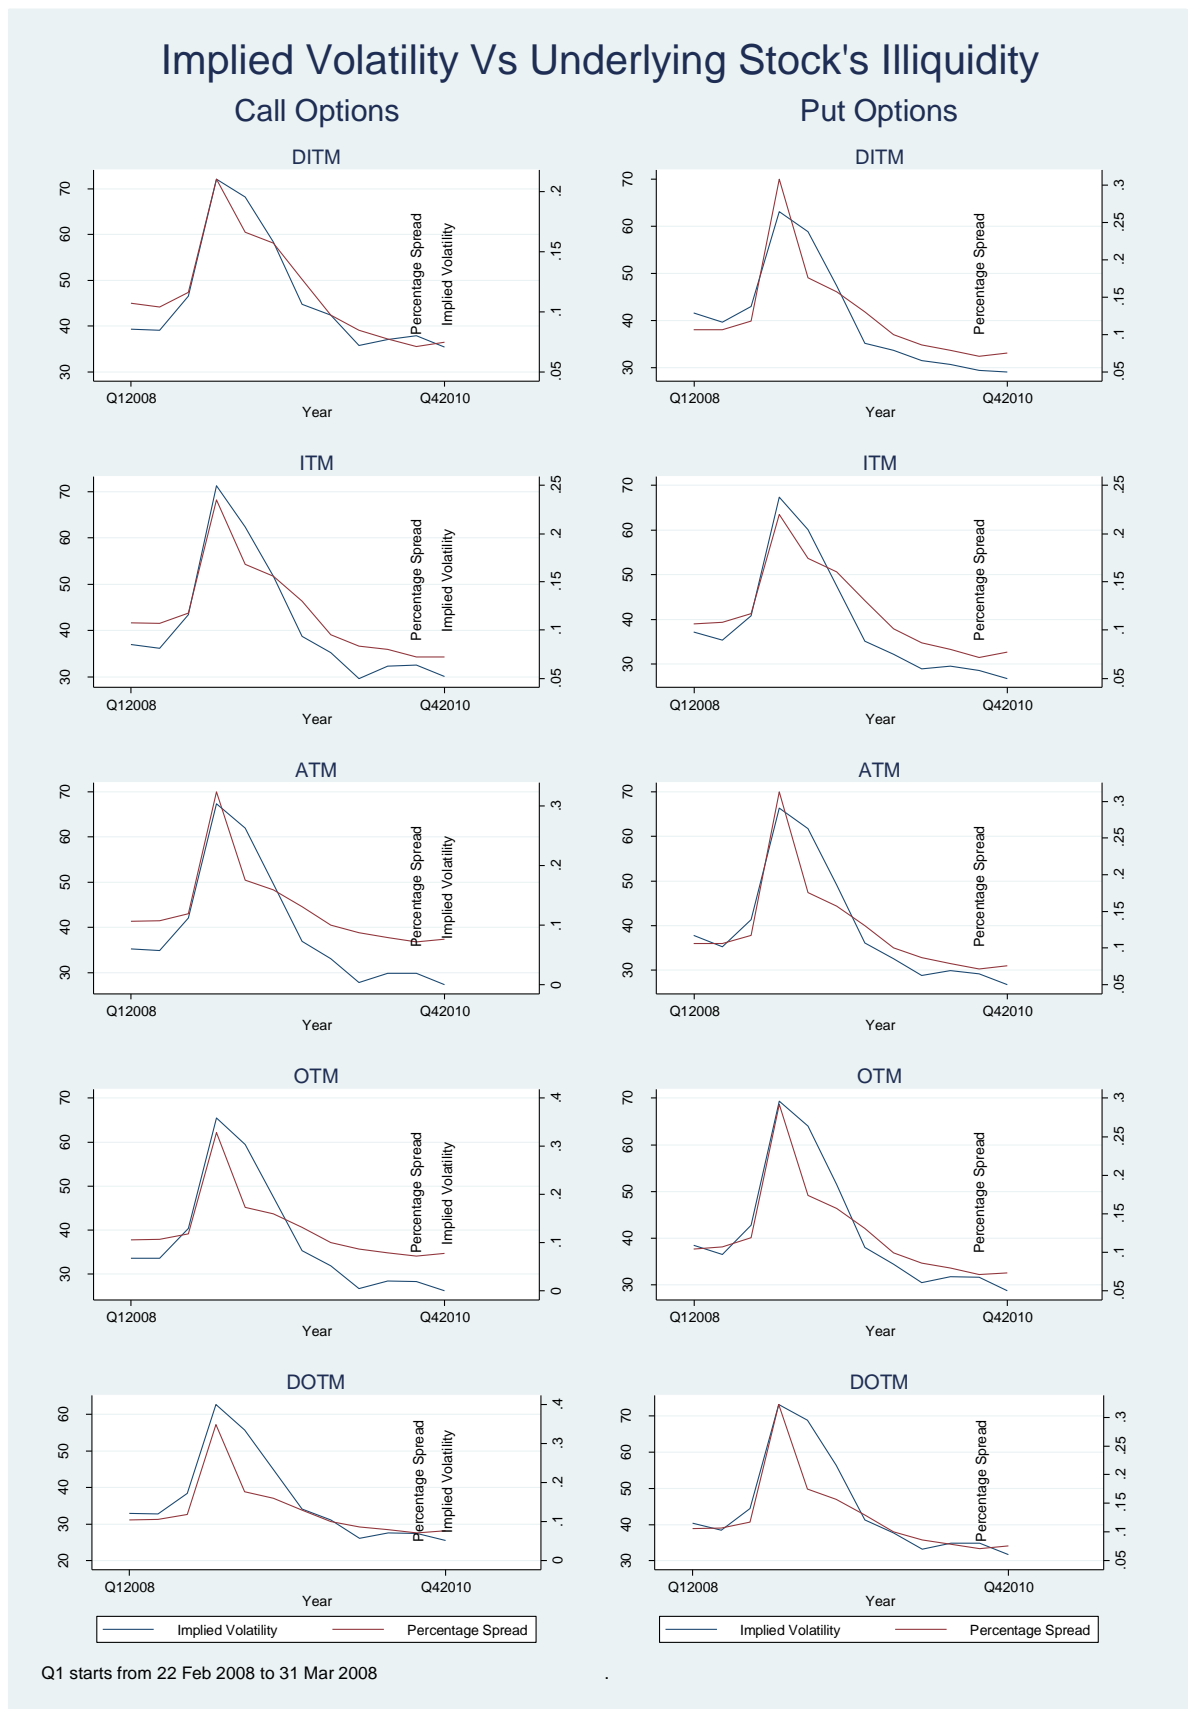 Implied Volatility Vs Underlying Stock's Illiquidity
Call Options
Put Options
DITM
70
60
50
40
30
.2
.15
.1
.05
Percentage Spread
Implied Volatility
Q12008
Q42010
Year
DITM
70
60
50
40
30
.3
.25
.2
.15
.1
.05
Percentage Spread
Q12008
Q42010
Year
ITM
70
60
50
40
30
.25
.2
.15
.1
.05
Percentage Spread
Implied Volatility
Q12008
Q42010
Year
ITM
70
60
50
40
30
.25
.2
.15
.1
.05
Percentage Spread
Q12008
Q42010
Year
ATM
70
60
50
40
30
.3
.2
.1
0
Percentage Spread
Implied Volatility
Q12008
Q42010
Year
ATM
70
60
50
40
30
.3
.25
.2
.15
.1
.05
Percentage Spread
Q12008
Q42010
Year
OTM
70
60
50
40
30
.4
.3
.2
.1
0
Percentage Spread
Implied Volatility
Q12008
Q42010
Year
OTM
70
60
50
40
30
.3
.25
.2
.15
.1
.05
Percentage Spread
Q12008
Q42010
Year
DOTM
60
50
40
30
20
.4
.3
.2
.1
0
Percentage Spread
Implied Volatility
Q12008
Q42010
Year
Implied Volatility
Percentage Spread
DOTM
70
60
50
40
30
.3
.25
.2
.15
.1
.05
Percentage Spread
Q12008
Q42010
Year
Implied Volatility
Percentage Spread
Q1 starts from 22 Feb 2008 to 31 Mar 2008
.